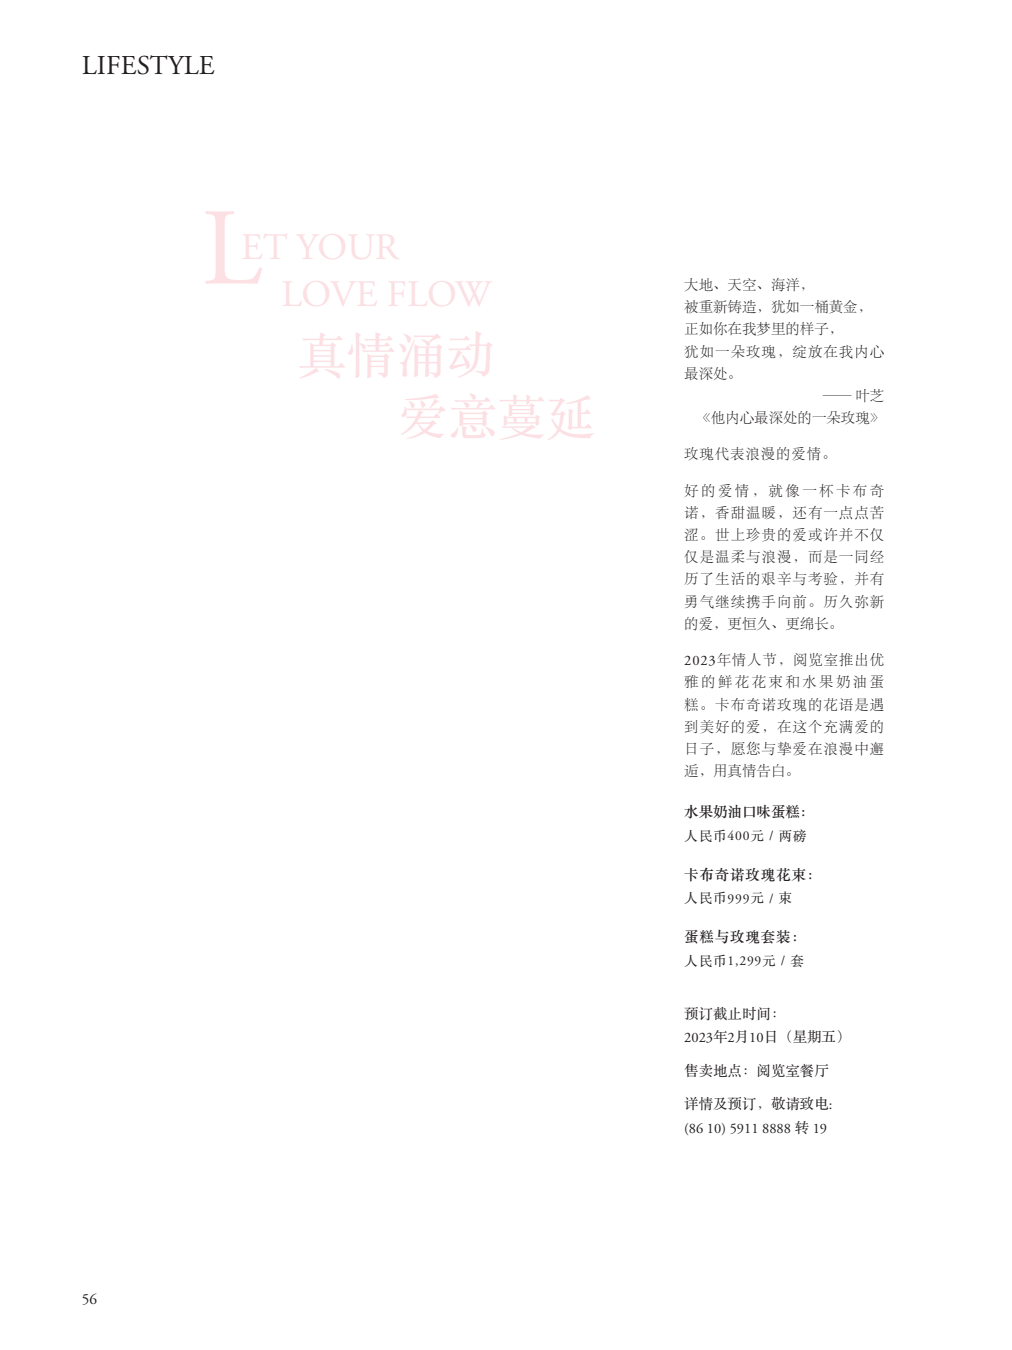 LIFESTYLE
LET YOUR
LOVE FLOW
真情涌动
爱意蔓延
大地、天空、海洋，
被重新铸造，犹如一桶黄金，
正如你在我梦里的样子，
犹如一朵玫瑰，绽放在我内心
最深处。
—— 叶芝
《他内心最深处的一朵玫瑰》
玫瑰代表浪漫的爱情。
好的爱情，就像一杯卡布奇
诺，香甜温暖，还有一点点苦
涩。世上珍贵的爱或许并不仅
仅是温柔与浪漫，而是一同经
历了生活的艰辛与考验，并有
勇气继续携手向前。历久弥新
的爱，更恒久、更绵长。
2023年情人节，阅览室推出优
雅的鲜花花束和水果奶油蛋
糕。卡布奇诺玫瑰的花语是遇
到美好的爱，在这个充满爱的
日子，愿您与挚爱在浪漫中邂
逅，用真情告白。
水果奶油口味蛋糕：
人民币400元 / 两磅
卡布奇诺玫瑰花束：
人民币999元 / 束
蛋糕与玫瑰套装：
人民币1,299元 / 套
预订截止时间：
2023年2月10日（星期五）
售卖地点：阅览室餐厅
详情及预订，敬请致电:
(86 10) 5911 8888 转 19
56